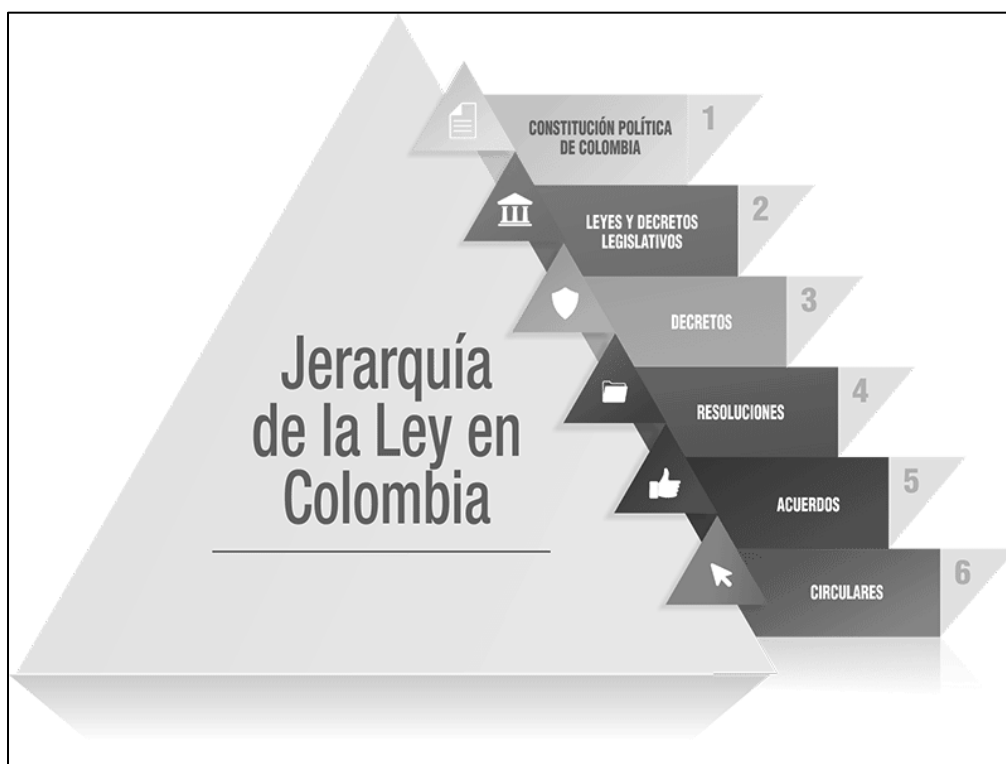 1
CONSTITUCIÓN POLÍTICA
DE COLOMBIA
2
LEYES Y DECRETOS
LEGISLATIVOS
3
DECRETOS
4
RESOLUCIONES
5
ACUERDOS
6
CIRCULARES
Jerarquía
de la Ley en
Colombia